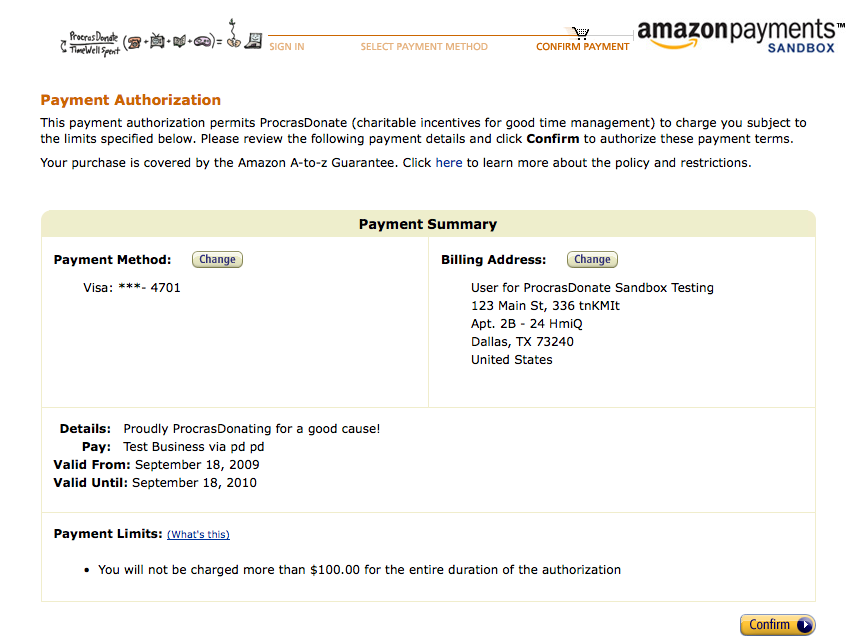 ProcrasDonate
TimeWellSpent
SIGN IN
SELECT PAYMENT METHOD
CONFIRM PAYMENT
amazonpayments™
SANDBOX
Payment Authorization
This payment authorization permits ProcrasDonate (charitable incentives for good time management) to charge you subject to
the limits specified below. Please review the following payment details and click Confirm to authorize these payment terms.
Your purchase is covered by the Amazon A-to-z Guarantee. Click here to learn more about the policy and restrictions.
Payment Summary
Payment Method: Change
Visa: ***- 4701
Billing Address: Change
User for ProcrasDonate Sandbox Testing
123 Main St, 336 tnKMIt
Apt. 2B - 24 HmiQ
Dallas, TX 73240
United States
Details: Proudly ProcrasDonating for a good cause!
Pay: Test Business via pd pd
Valid From: September 18, 2009
Valid Until: September 18, 2010
Payment Limits: (What's this)
• You will not be charged more than $100.00 for the entire duration of the authorization
Confirm